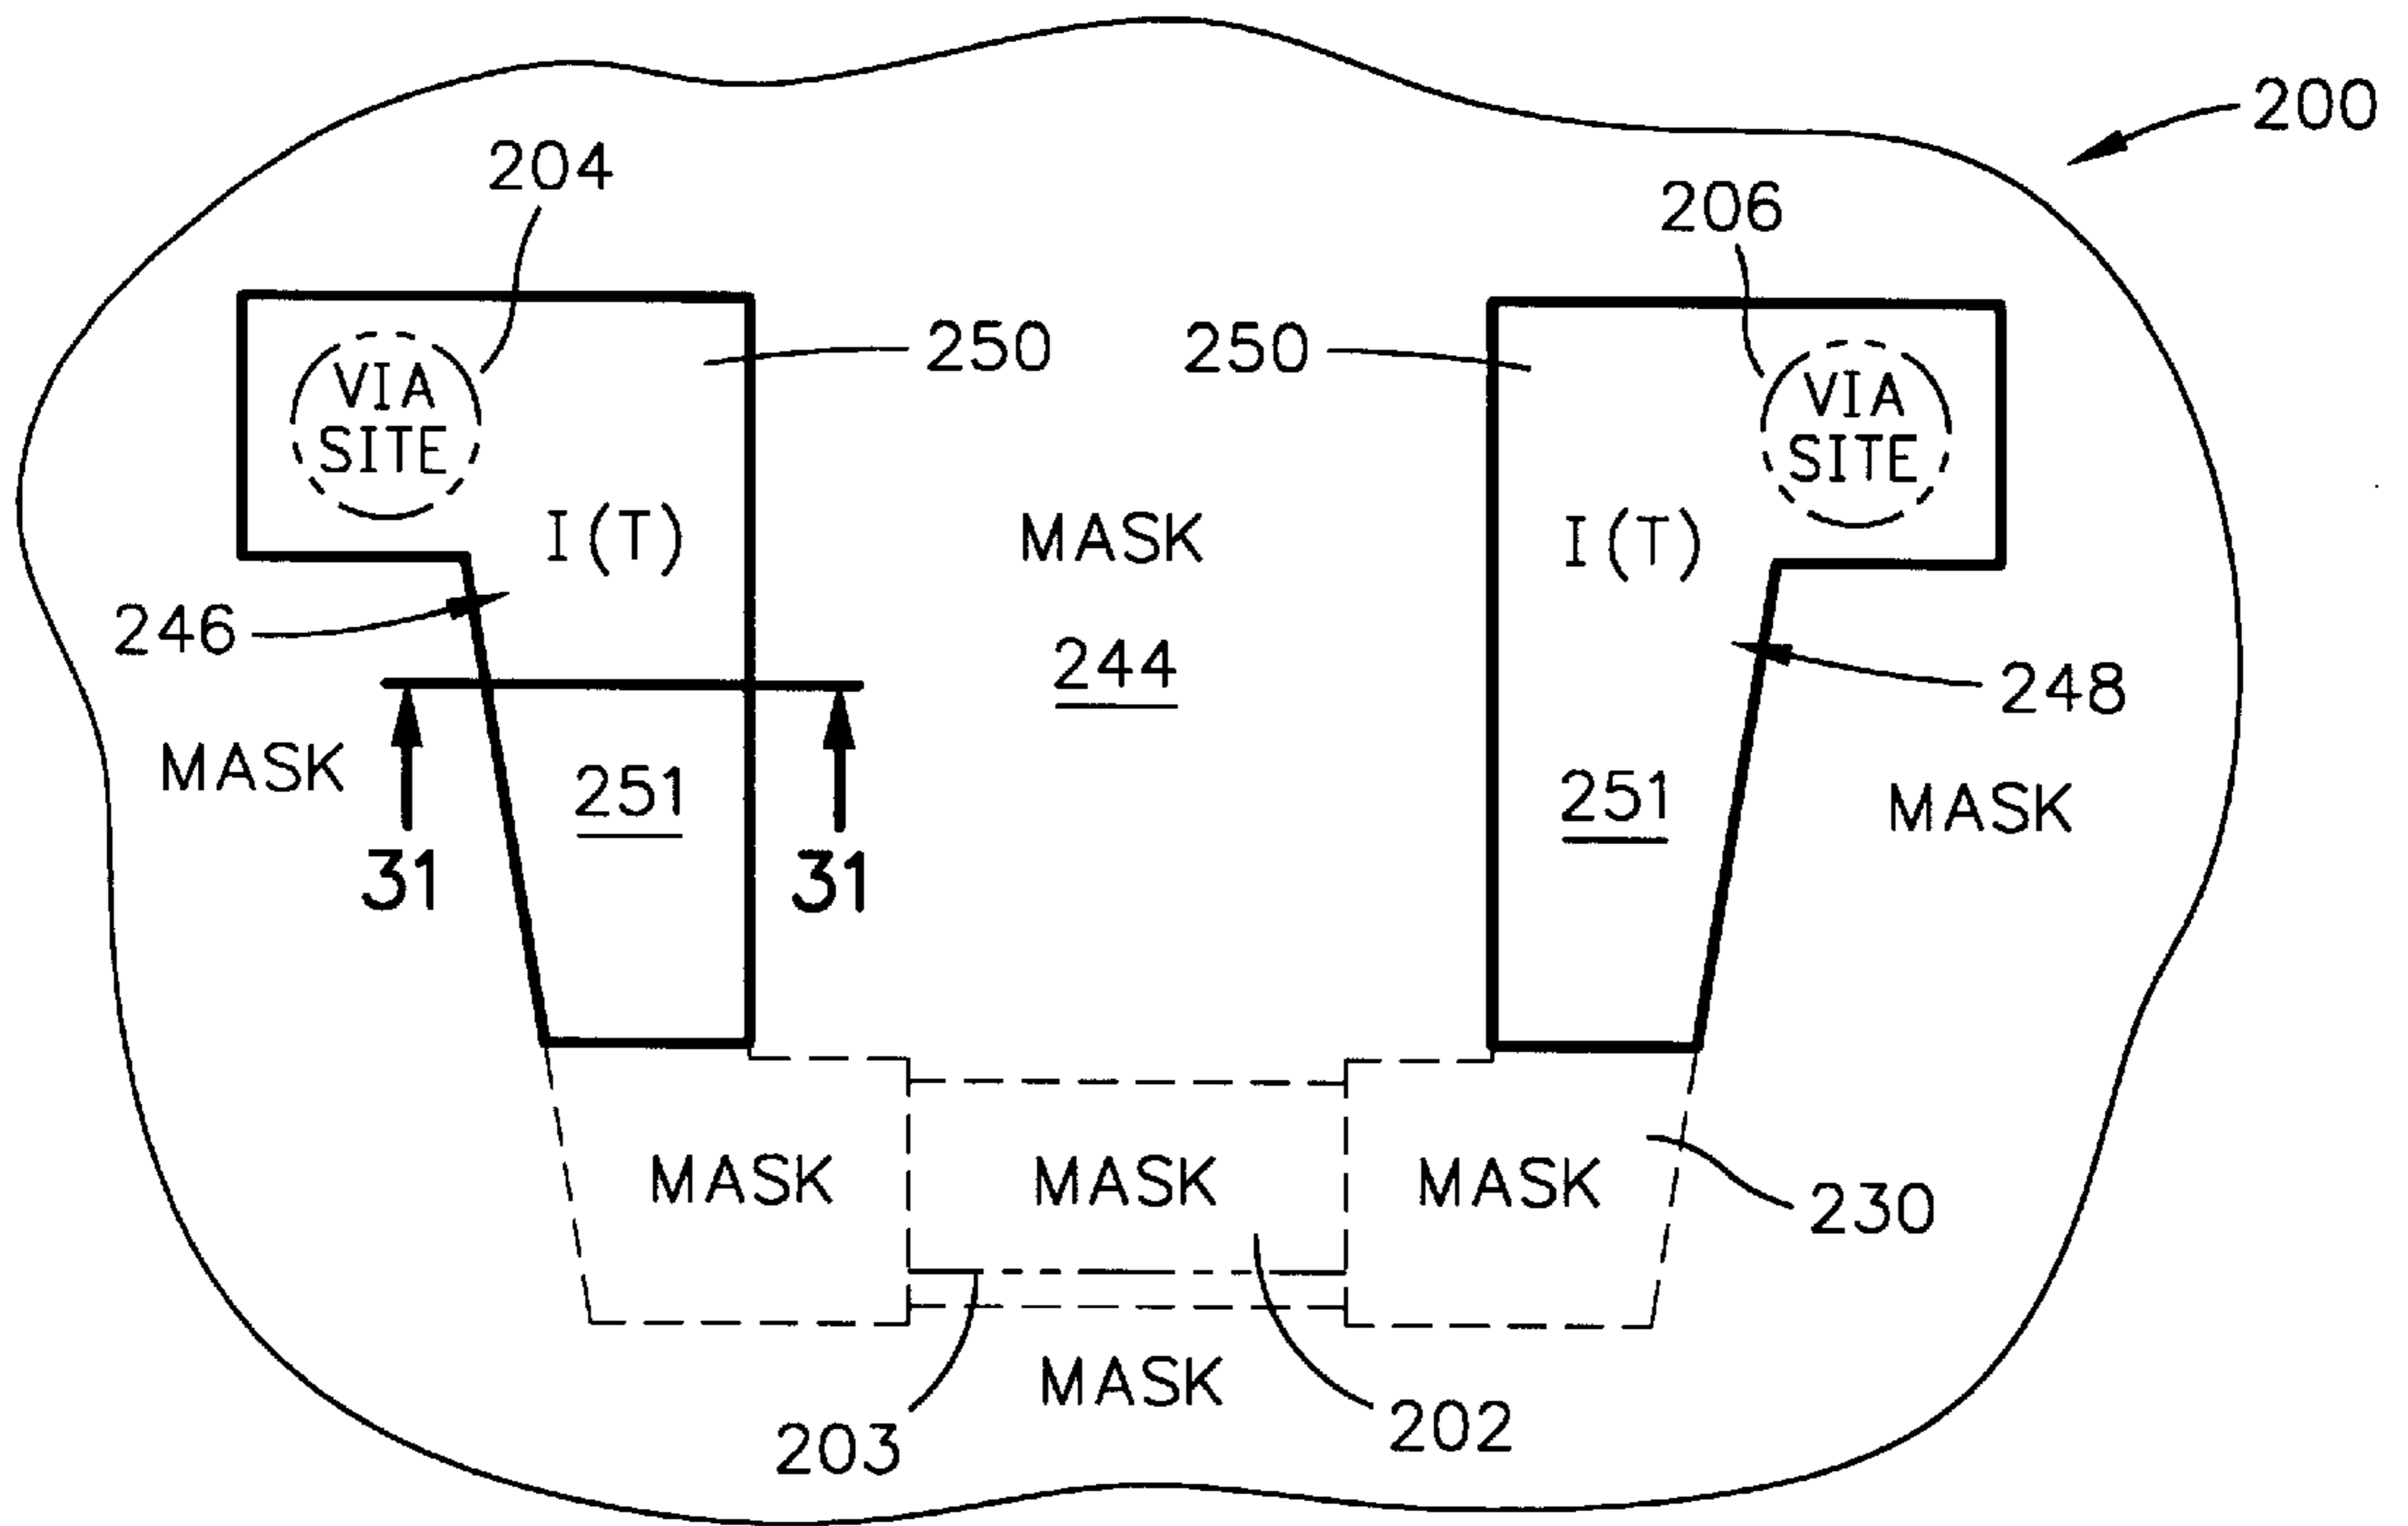 200
204
206
250
250
VIA
SITE
VIA
SITE
I(T)
MASK
I(T)
246
244
248
MASK
251
251
MASK
31
31
MASK
MASK
MASK
230
MASK
203
202